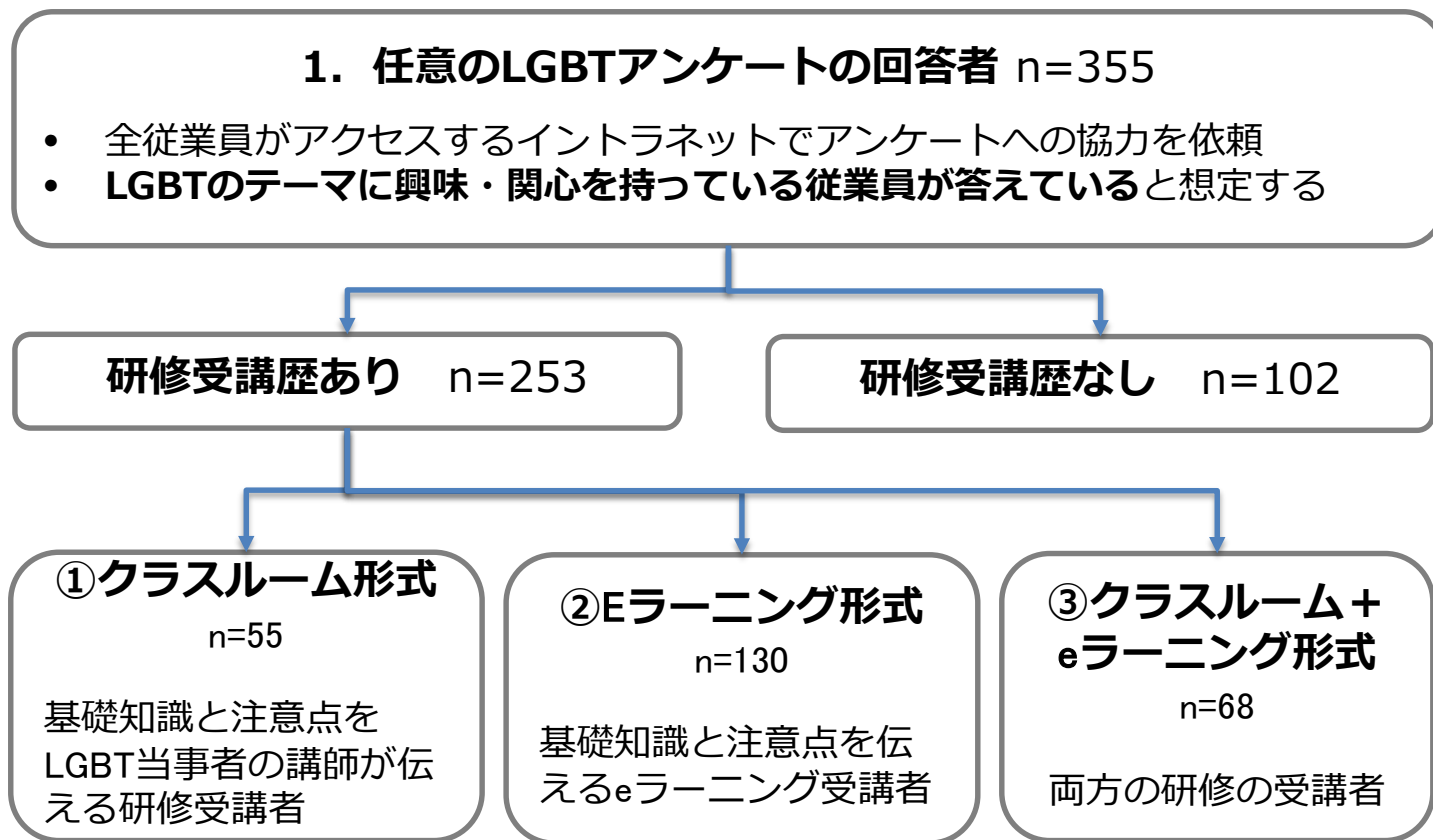 1．任意のLGBTアンケートの回答者 n=355
• 全従業員がアクセスするイントラネットでアンケートへの協力を依頼
• LGBTのテーマに興味・関心を持っている従業員が答えていると想定する
研修受講歴あり　n=253
研修受講歴なし　n=102
①クラスルーム形式
n=55
基礎知識と注意点を
LGBT当事者の講師が伝
える研修受講者
②Eラーニング形式
n=130
基礎知識と注意点を伝
えるeラーニング受講者
③クラスルーム＋
eラーニング形式
n=68
両方の研修の受講者